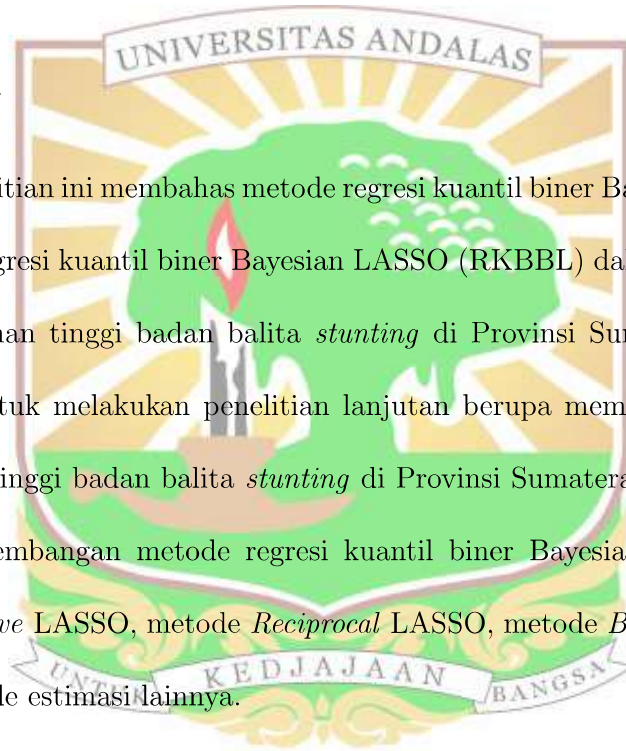 UNIVERSITAS ANDALAS
itian ini membahas metode regresi kuantil biner Ba
gresi kuantil biner Bayesian LASSO (RKBBL) da
an tinggi badan balita stunting di Provinsi Su
tuk melakukan penelitian lanjutan berupa mem
inggi badan balita stunting di Provinsi Sumatera
embangan metode regresi kuantil biner Bayesia
ve LASSO, metode Reciprocal LASSO, metode B
de estimasi lainnya.
UNTUK KEDJAJAAN BANGSA